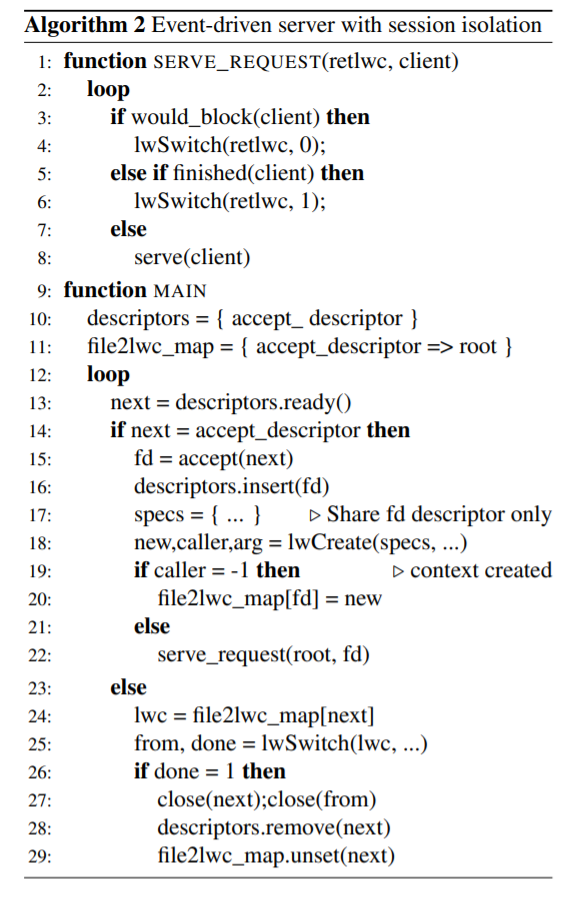 Algorithm 2 Event-driven server with session isolation
1: function SERVE_REQUEST(retlwc, client)
2: loop
3: if would_block(client) then
4: lwSwitch(retlwc, 0);
5: else if finished(client) then
6: lwSwitch(retlwc, 1);
7: else
8: serve(client)
9: function MAIN
10: descriptors = { accept_ descriptor }
11: file2lwc_map = { accept_descriptor => root }
12: loop
13: next = descriptors.ready()
14: if next = accept_descriptor then
15: fd = accept(next)
16: descriptors.insert(fd)
17: specs = { ... } ▷ Share fd descriptor only
18: new,caller,arg = lwCreate(specs, ...)
19: if caller = -1 then ▷ context created
20: file2lwc_map[fd] = new
21: else
22: serve_request(root, fd)
23: else
24: lwc = file2lwc_map[next]
25: from, done = lwSwitch(lwc, ...)
26: if done = 1 then
27: close(next);close(from)
28: descriptors.remove(next)
29: file2lwc_map.unset(next)